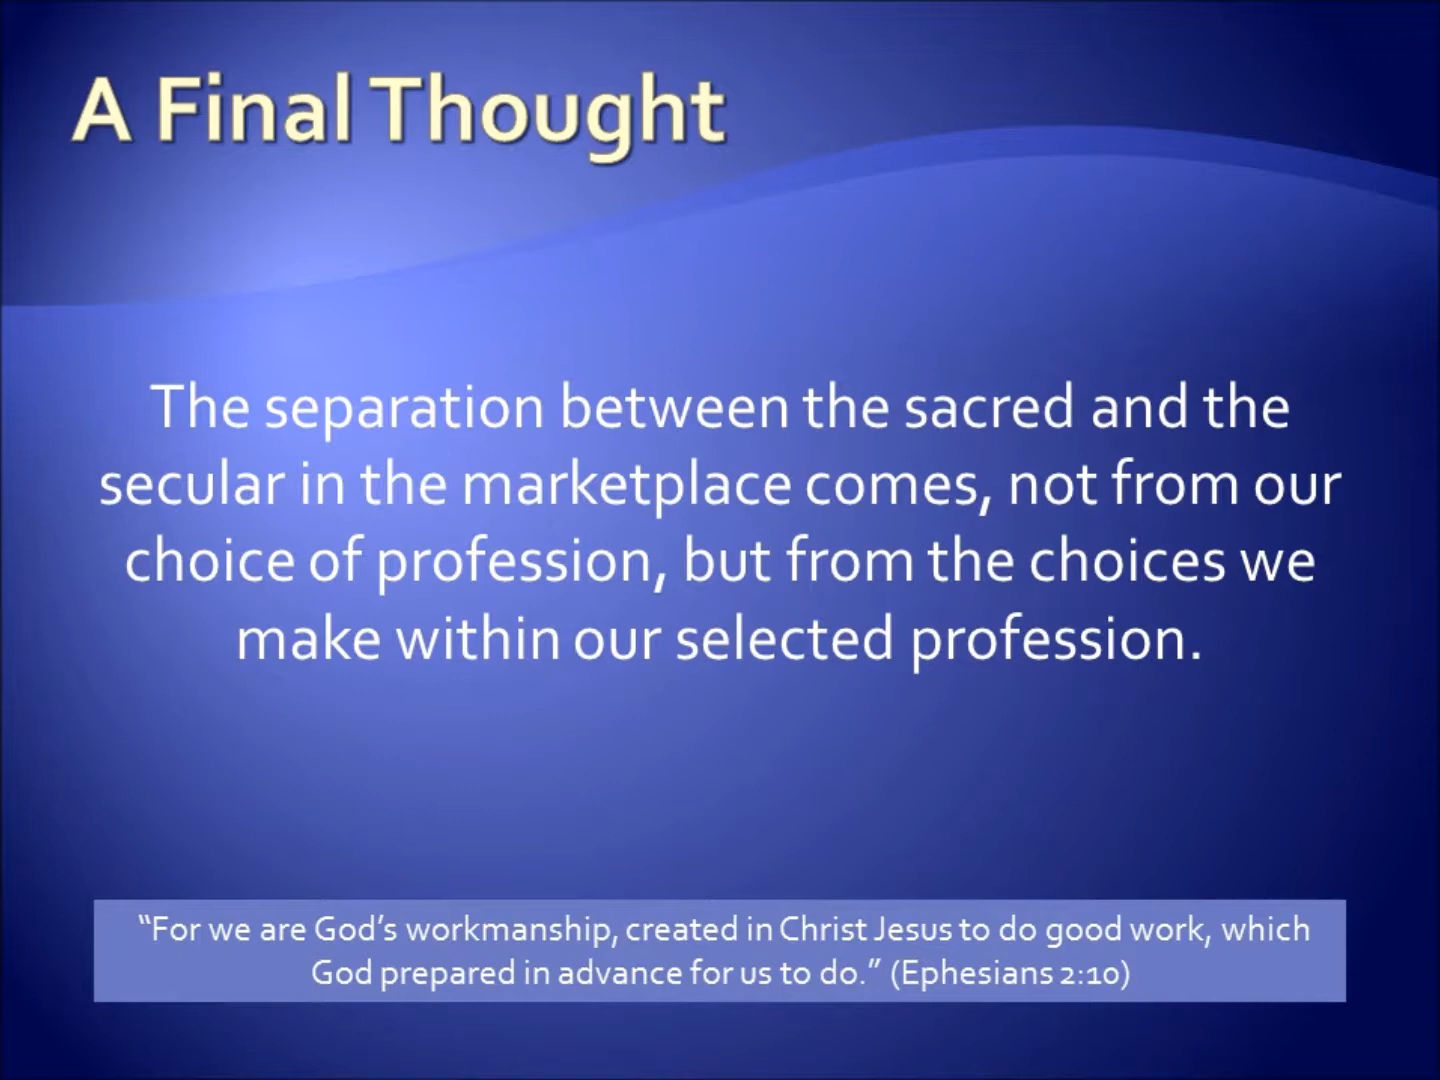 A Final Thought
The separation between the sacred and the
secular in the marketplace comes, not from our
choice of profession, but from the choices we
make within our selected profession.
“For we are God’s workmanship, created in Christ Jesus to do good work, which
God prepared in advance for us to do.” (Ephesians 2:10)